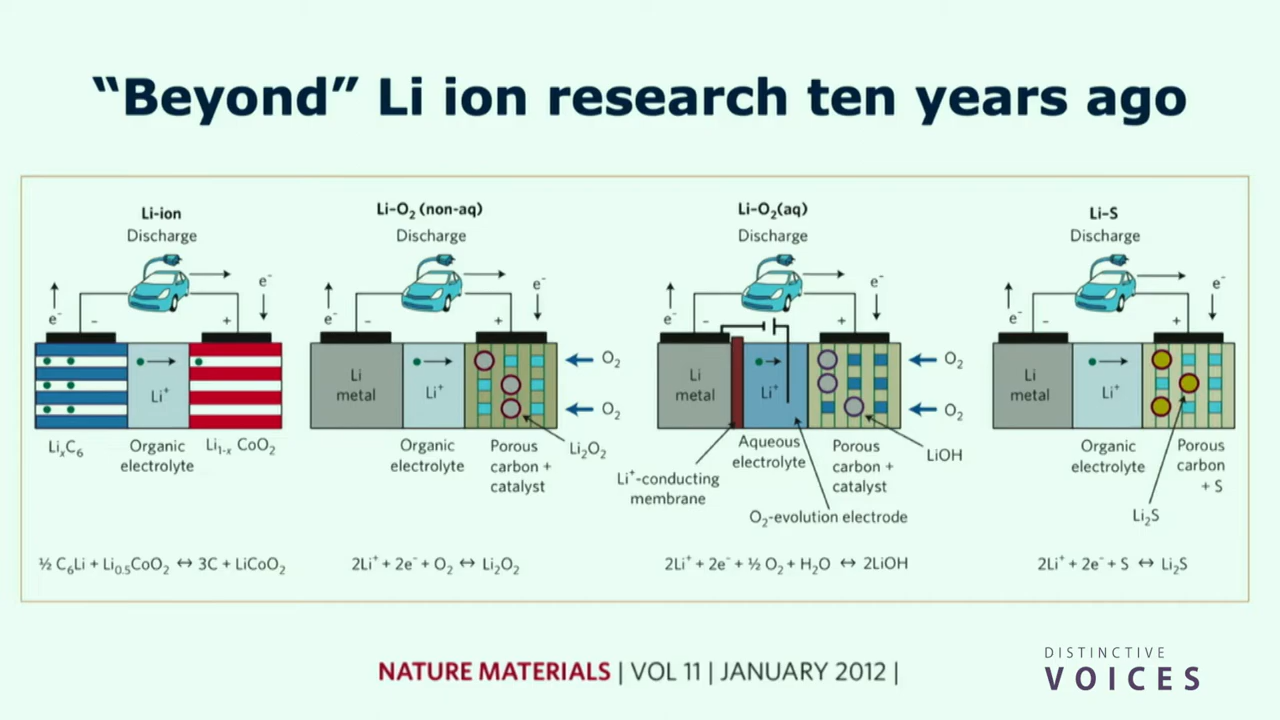 “Beyond” Li ion research ten years ago
Li-ion
Discharge
e⁻
−
+
e⁻
Li⁺
LiₓC₆
Organic
electrolyte
Li₁₋ₓ CoO₂
½ C₆Li + Li₀.₅CoO₂ ↔ 3C + LiCoO₂
Li–O₂ (non-aq)
Discharge
e⁻
−
+
e⁻
Li
metal
Li⁺
O₂
O₂
Organic
electrolyte
Porous
carbon +
catalyst
Li₂O₂
2Li⁺ + 2e⁻ + O₂ ↔ Li₂O₂
Li–O₂(aq)
Discharge
e⁻
−
+
e⁻
Li
metal
Li⁺
O₂
O₂
Li⁺-conducting
membrane
Aqueous
electrolyte
Porous
carbon +
catalyst
LiOH
O₂-evolution electrode
2Li⁺ + 2e⁻ + ½ O₂ + H₂O ↔ 2LiOH
Li–S
Discharge
e⁻
−
+
e⁻
Li
metal
Li⁺
Organic
electrolyte
Porous
carbon
+ S
Li₂S
2Li⁺ + 2e⁻ + S ↔ Li₂S
NATURE MATERIALS | VOL 11 | JANUARY 2012 |
DISTINCTIVE
VOICES